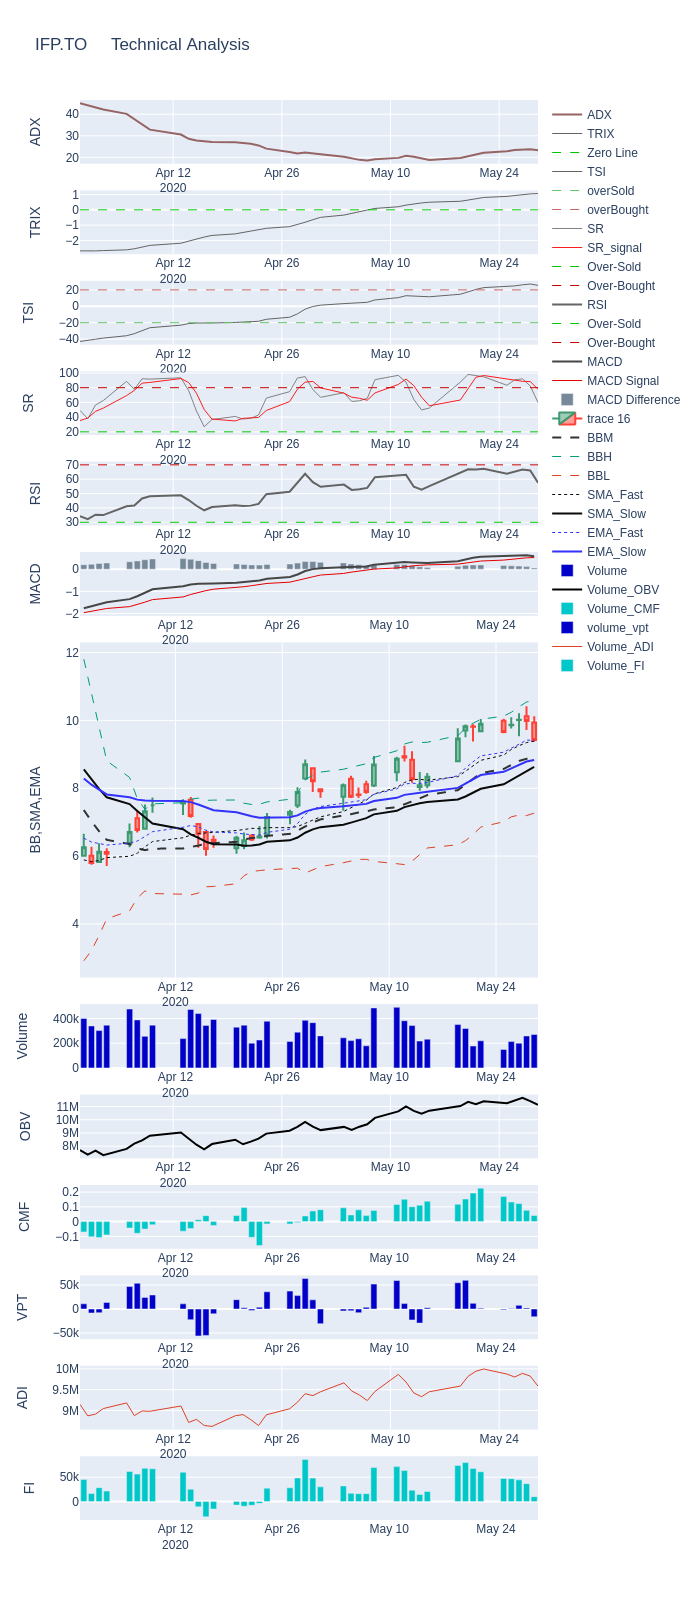 IFP.TO Technical Analysis
ADX
40
30
20
Apr 12
2020
Apr 26
May 10
May 24
TRIX
1
0
−1
−2
Apr 12
2020
Apr 26
May 10
May 24
TSI
20
0
−20
−40
Apr 12
2020
Apr 26
May 10
May 24
SR
100
80
60
40
20
Apr 12
2020
Apr 26
May 10
May 24
RSI
70
60
50
40
30
Apr 12
2020
Apr 26
May 10
May 24
MACD
0
−1
−2
Apr 12
2020
Apr 26
May 10
May 24
BB,SMA,EMA
12
10
8
6
4
Apr 12
2020
Apr 26
May 10
May 24
Volume
400k
200k
0
Apr 12
2020
Apr 26
May 10
May 24
OBV
11M
10M
9M
8M
Apr 12
2020
Apr 26
May 10
May 24
CMF
0.2
0.1
0
−0.1
Apr 12
2020
Apr 26
May 10
May 24
VPT
50k
0
−50k
Apr 12
2020
Apr 26
May 10
May 24
ADI
10M
9.5M
9M
Apr 12
2020
Apr 26
May 10
May 24
FI
50k
0
Apr 12
2020
Apr 26
May 10
May 24
ADX
TRIX
Zero Line
TSI
overSold
overBought
SR
SR_signal
Over-Sold
Over-Bought
RSI
Over-Sold
Over-Bought
MACD
MACD Signal
MACD Difference
trace 16
BBM
BBH
BBL
SMA_Fast
SMA_Slow
EMA_Fast
EMA_Slow
Volume
Volume_OBV
Volume_CMF
volume_vpt
Volume_ADI
Volume_FI